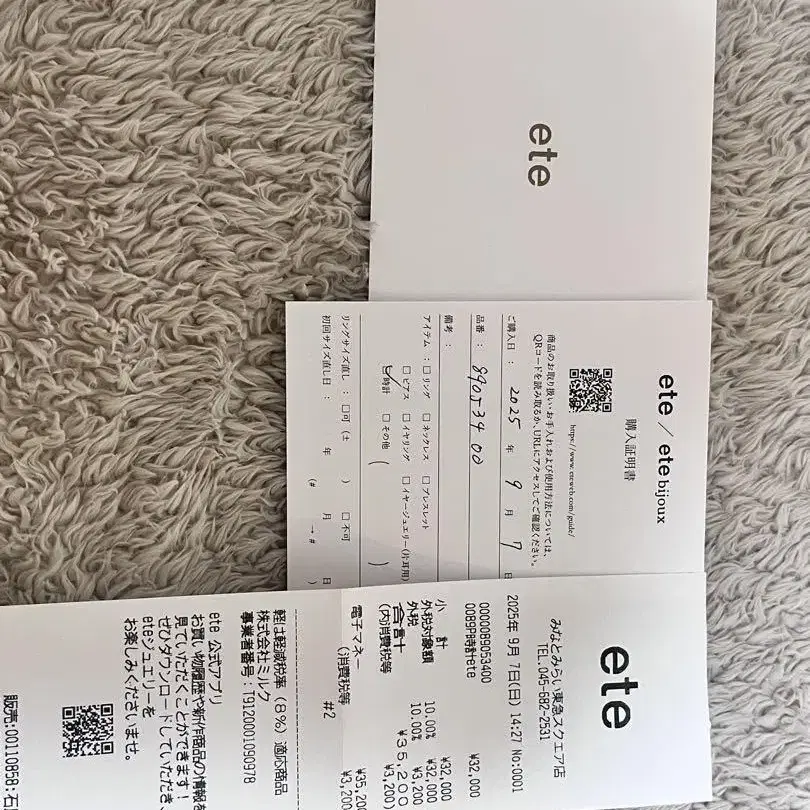 ete
ete / ete bijoux
購入証明書
https://www.eteweb.com/guide/
商品のお取り扱い・お手入れおよび使用方法については、
QRコードを読み取るか、URLにアクセスしてご確認ください。
ご購入日： 2025 年 9 月 7 日
品番： 89053400
備考：
アイテム：□リング □ネックレス □ブレスレット
□ピアス □イヤリング □イヤージュエリー(片耳用)
☑時計 □その他 ( )
リングサイズ直し：□可 (± ) □不可
初回サイズ直し日： 年 月 日
(# → # )
ete
みなとみらい東急スクエア店
TEL.045-682-2531
2025年 9月 7日(日) 14:27 No:0001
0000089053400
0089P時計ete ¥32,000
小 計 ¥32,000
外税対象額 10.00% ¥32,000
外税 10.00% ¥3,200
合計 ¥35,200
(内消費税等 ¥3,200)
電子マネー ¥35,200
(消費税等 ¥3,200
#2
軽は軽減税率（8%）適応商品
株式会社ミルク
事業者番号：T9120001090978
ete 公式アプリ
お買い物履歴や新作商品の情報を
見ていただくことができます！
ぜひダウンロードしていただき、
eteジュエリーを
お楽しみくださいませ。
販売:00110858:石